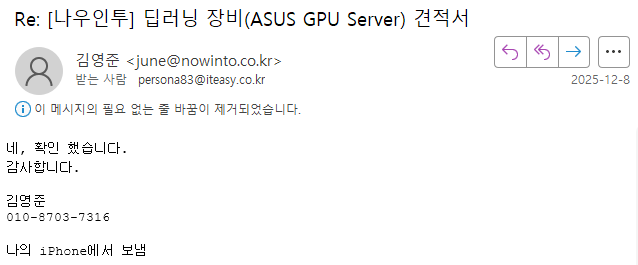 Re: [나우인투] 딥러닝 장비(ASUS GPU Server) 견적서
김영준 <june@nowinto.co.kr>
받는 사람 persona83@iteasy.co.kr
2025-12-8
이 메시지의 필요 없는 줄 바꿈이 제거되었습니다.
네, 확인 했습니다.
감사합니다.
김영준
010-8703-7316
나의 iPhone에서 보냄